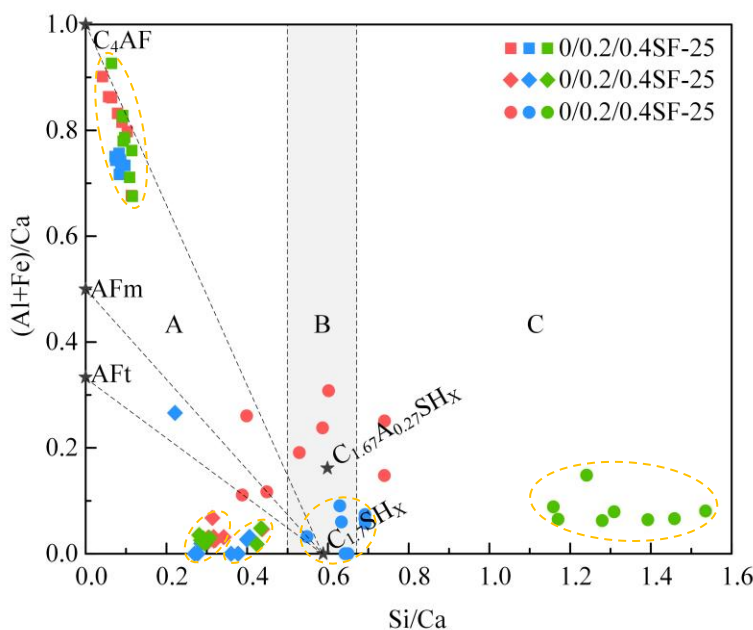 1.0
0.8
0.6
0.4
0.2
0.0
(Al+Fe)/Ca
C₄AF
AFm
AFt
0/0.2/0.4SF-25
0/0.2/0.4SF-25
0/0.2/0.4SF-25
A
B
C
C₁.₆₇A₀.₂₇SHₓ
C₁.₇SHₓ
0.0
0.2
0.4
0.6
0.8
1.0
1.2
1.4
1.6
Si/Ca